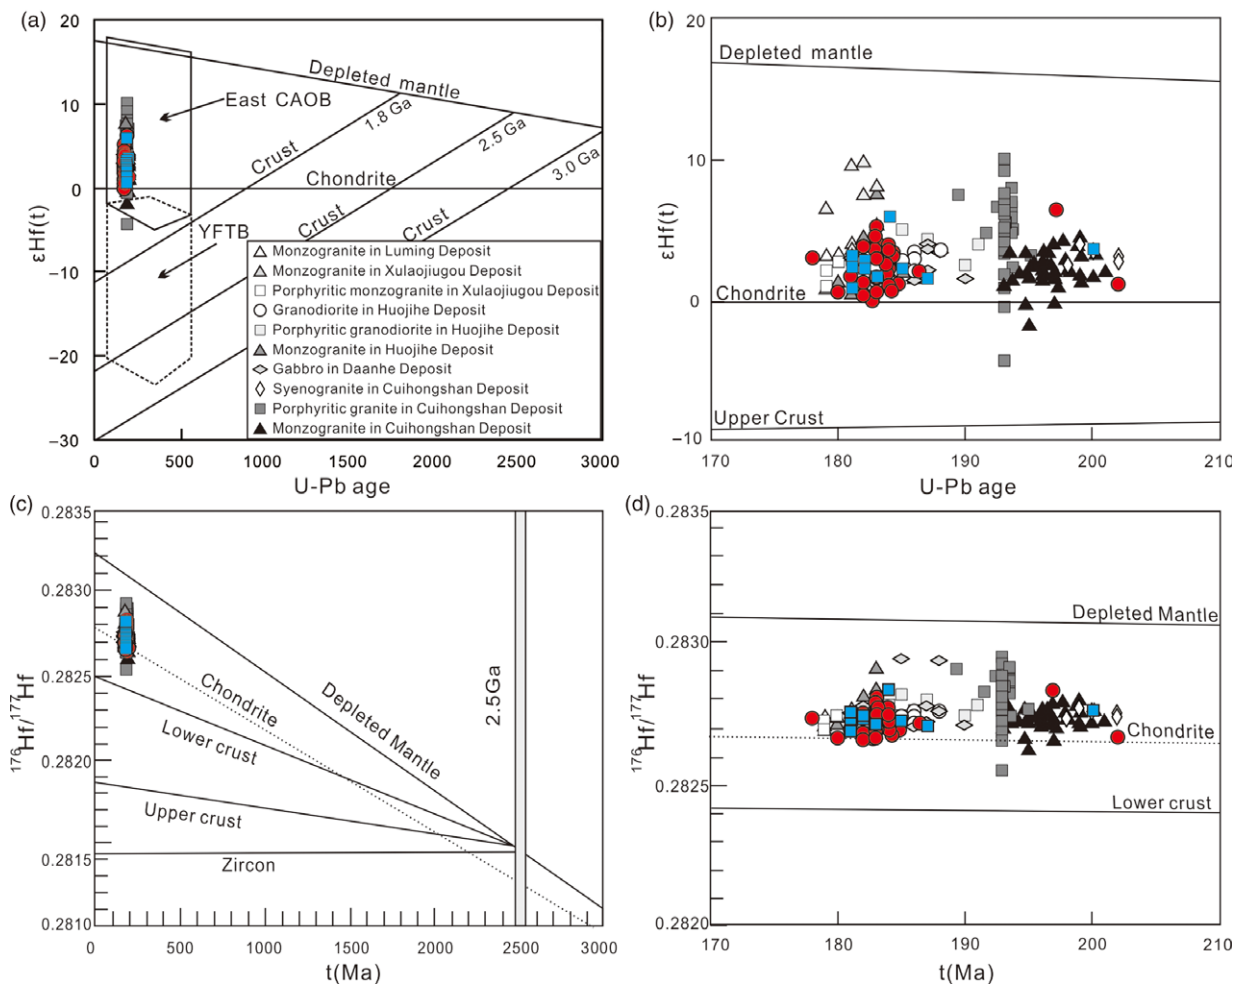 (a)
20
10
0
−10
−20
−30
εHf(t)
Depleted mantle
East CAOB
1.8 Ga
2.5 Ga
3.0 Ga
Crust
Chondrite
Crust
Crust
YFTB
Monzogranite in Luming Deposit
Monzogranite in Xulaojiugou Deposit
Porphyritic monzogranite in Xulaojiugou Deposit
Granodiorite in Huojihe Deposit
Porphyritic granodiorite in Huojihe Deposit
Monzogranite in Huojihe Deposit
Gabbro in Daanhe Deposit
Syenogranite in Cuihongshan Deposit
Porphyritic granite in Cuihongshan Deposit
Monzogranite in Cuihongshan Deposit
0 500 1000 1500 2000 2500 3000
U-Pb age
(b)
20
10
0
−10
εHf(t)
Depleted mantle
Chondrite
Upper Crust
170 180 190 200 210
U-Pb age
(c)
0.2835
0.2830
0.2825
0.2820
0.2815
0.2810
176Hf/177Hf
2.5Ga
Chondrite
Depleted Mantle
Lower crust
Upper crust
Zircon
0 500 1000 1500 2000 2500 3000
t(Ma)
(d)
0.2835
0.2830
0.2825
0.2820
176Hf/177Hf
Depleted Mantle
Chondrite
Lower crust
170 180 190 200 210
t(Ma)